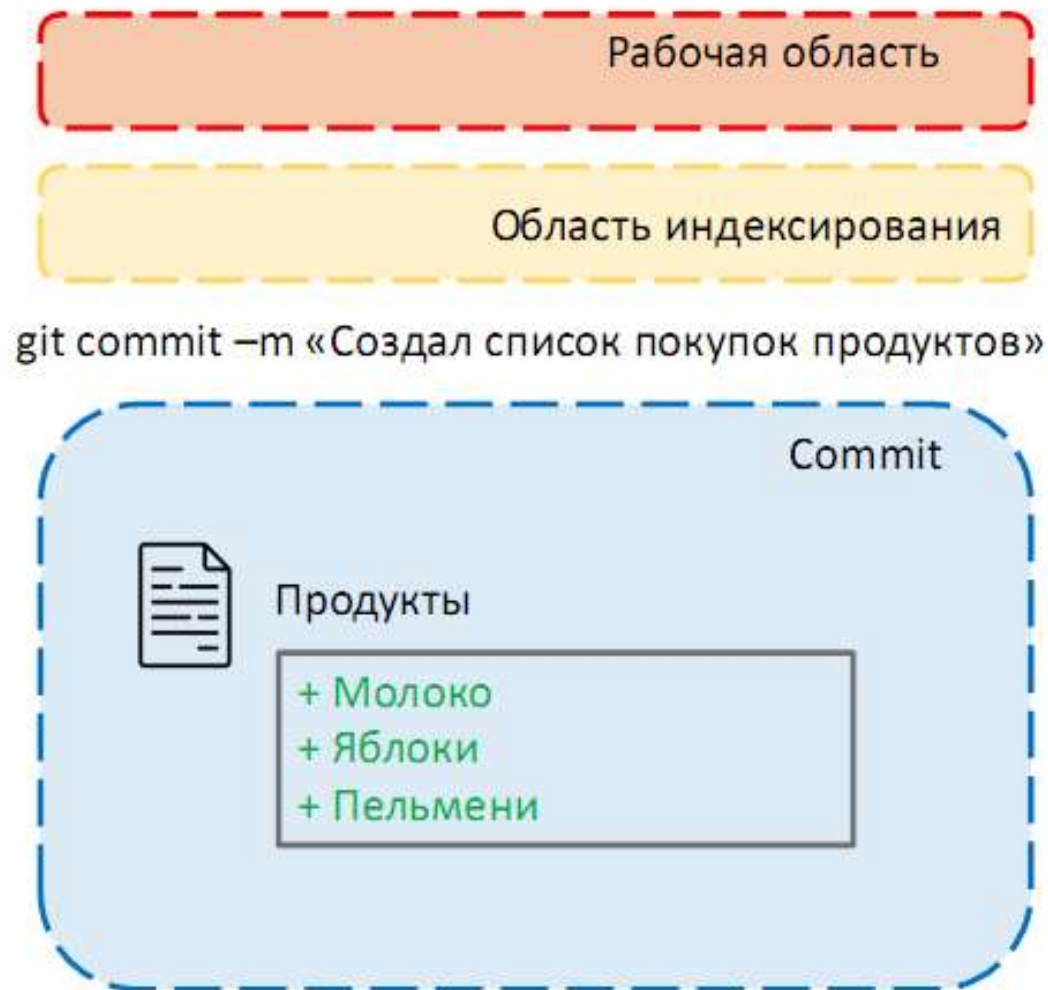 Рабочая область
Область индексирования
git commit –m «Создал список покупок продуктов»
Commit
Продукты
+ Молоко
+ Яблоки
+ Пельмени